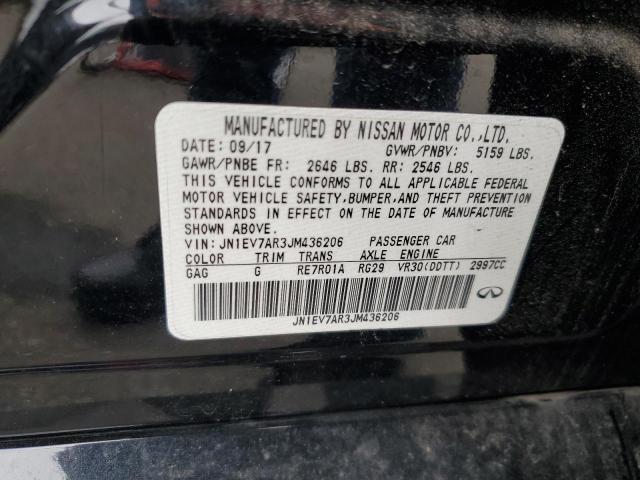 MANUFACTURED BY NISSAN MOTOR CO.,LTD.
DATE: 09/17 GVWR/PNBV: 5159 LBS.
GAWR/PNBE FR: 2646 LBS. RR: 2546 LBS.
THIS VEHICLE CONFORMS TO ALL APPLICABLE FEDERAL
MOTOR VEHICLE SAFETY,BUMPER,AND THEFT PREVENTION
STANDARDS IN EFFECT ON THE DATE OF MANUFACTURE
SHOWN ABOVE.
VIN: JN1EV7AR3JM436206 PASSENGER CAR
COLOR TRIM TRANS AXLE ENGINE
GAG G RE7R01A RG29 VR30(DDTT) 2997CC
JN1EV7AR3JM436206